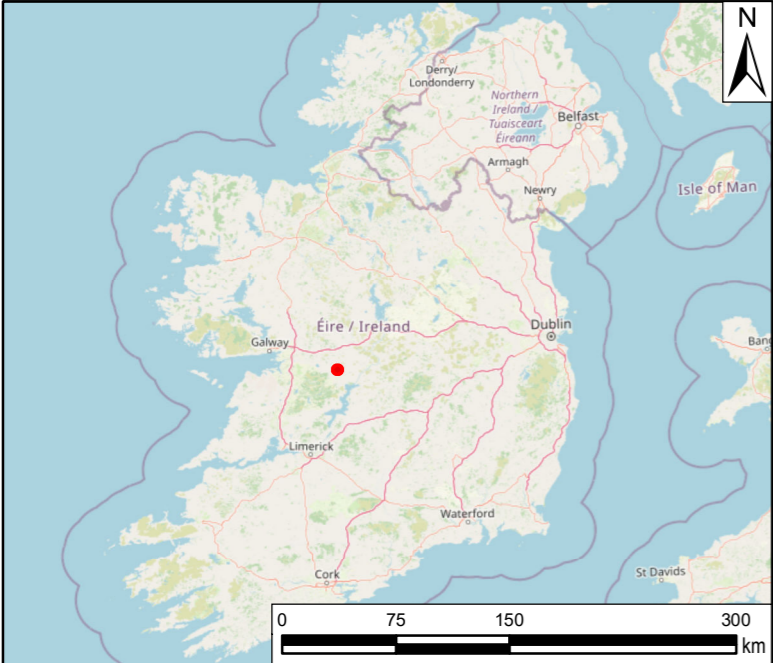 N
Derry/
Londonderry
Northern
Ireland /
Tuaisceart
Éireann
Belfast
Armagh
Newry
Isle of Man
Éire / Ireland
Dublin
Galway
Limerick
Waterford
Cork
St Davids
0 75 150 300
km